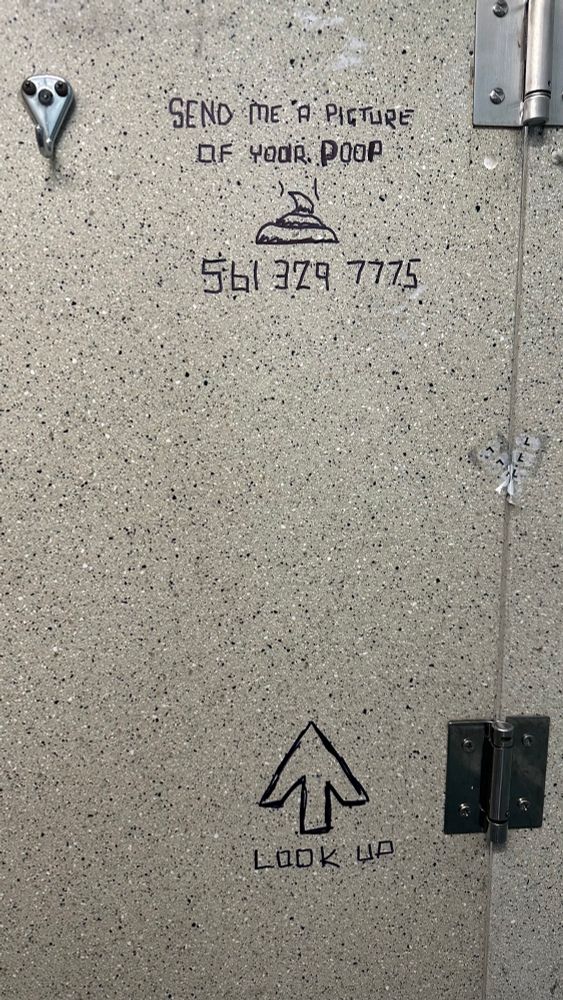 SEND ME A PICTURE
OF YOUR POOP
561 329 7775
LOOK UP